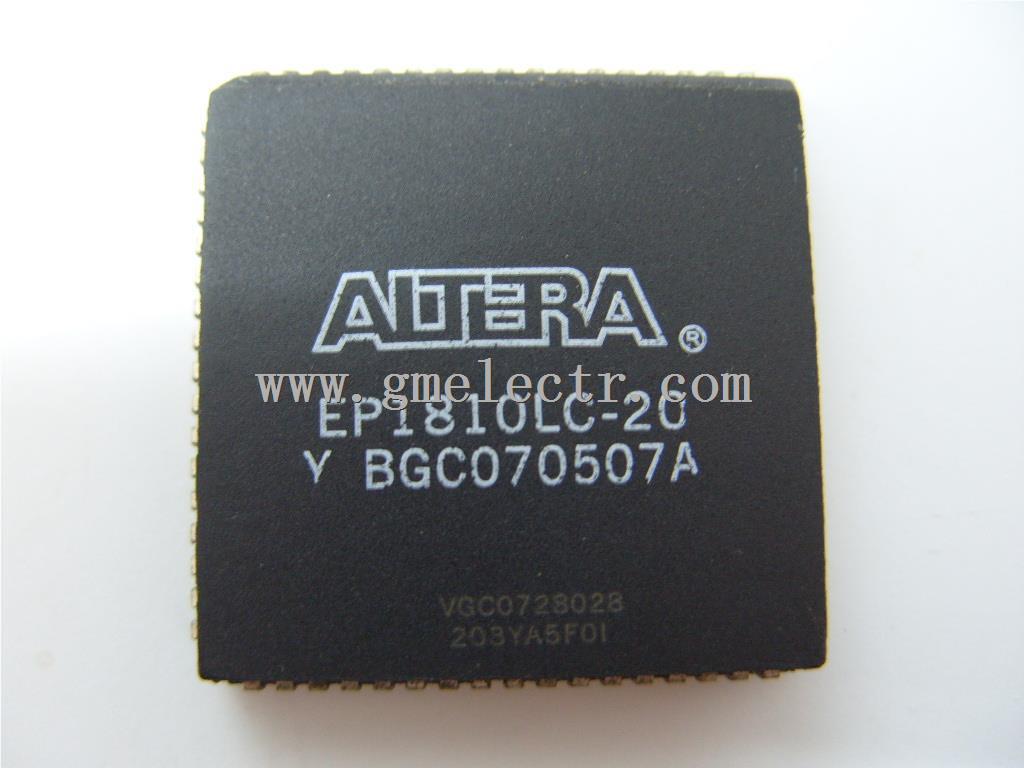 ALTERA ®
www.gmelectr.com
EP1810LC-20
Y BGC070507A
VGC0728028
203YA5F01